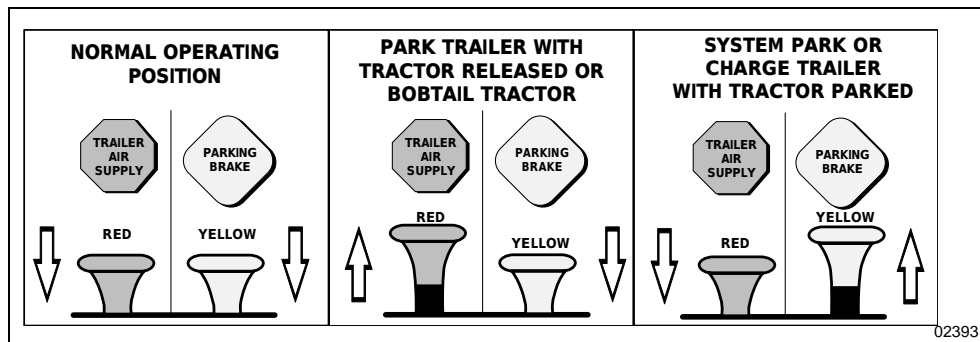 NORMAL OPERATING
POSITION
TRAILER
AIR
SUPPLY
PARKING
BRAKE
RED
YELLOW
PARK TRAILER WITH
TRACTOR RELEASED OR
BOBTAIL TRACTOR
TRAILER
AIR
SUPPLY
PARKING
BRAKE
RED
YELLOW
SYSTEM PARK OR
CHARGE TRAILER
WITH TRACTOR PARKED
TRAILER
AIR
SUPPLY
PARKING
BRAKE
RED
YELLOW
02393